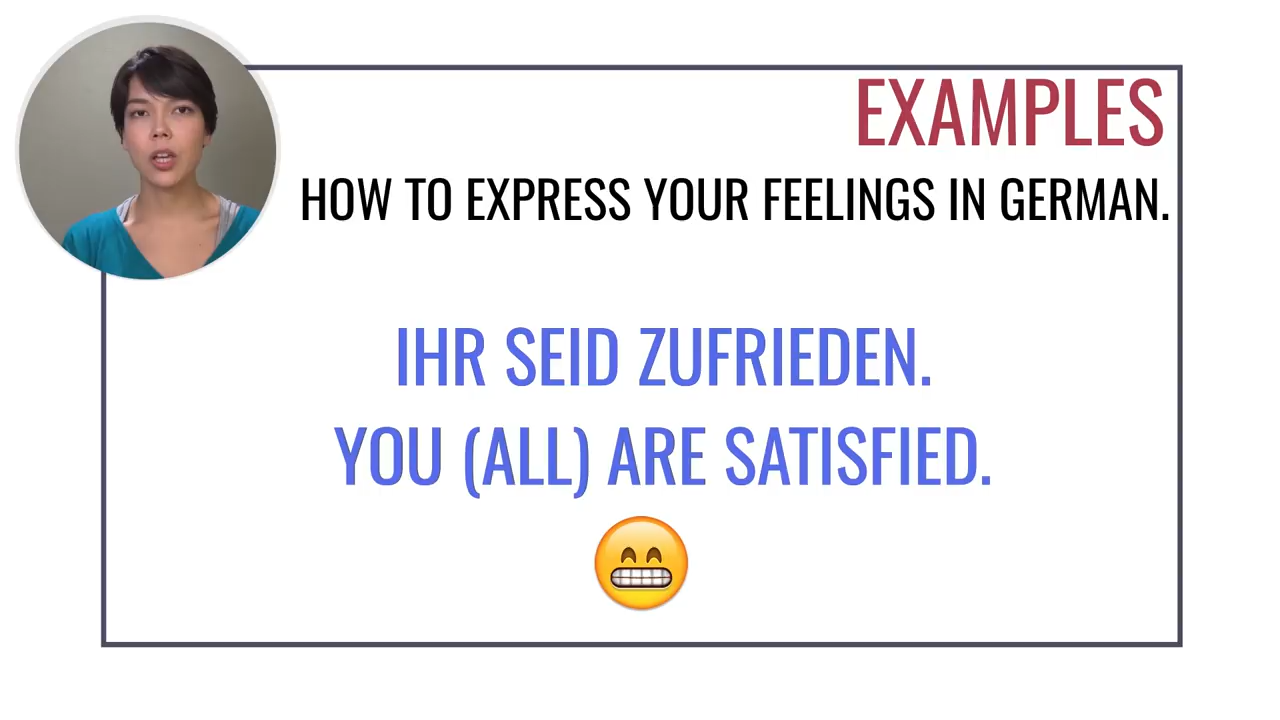 EXAMPLES
HOW TO EXPRESS YOUR FEELINGS IN GERMAN.
IHR SEID ZUFRIEDEN.
YOU (ALL) ARE SATISFIED.